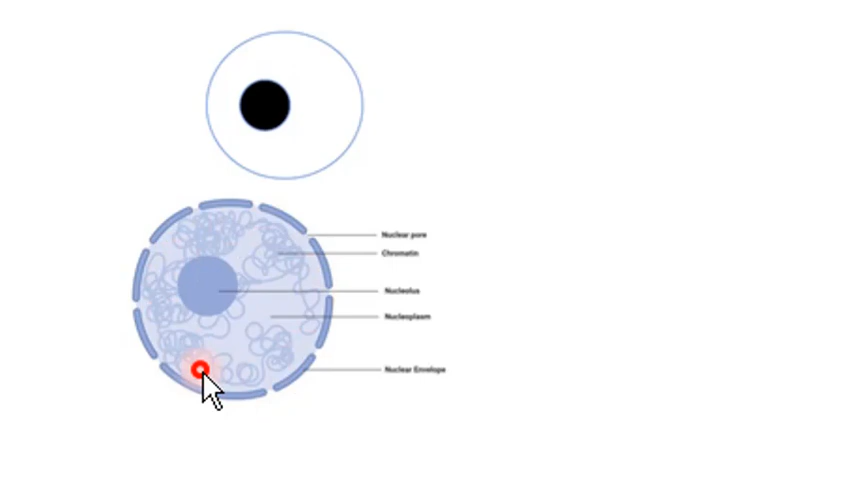 Nuclear pore
Chromatin
Nucleolus
Nucleoplasm
Nuclear Envelope